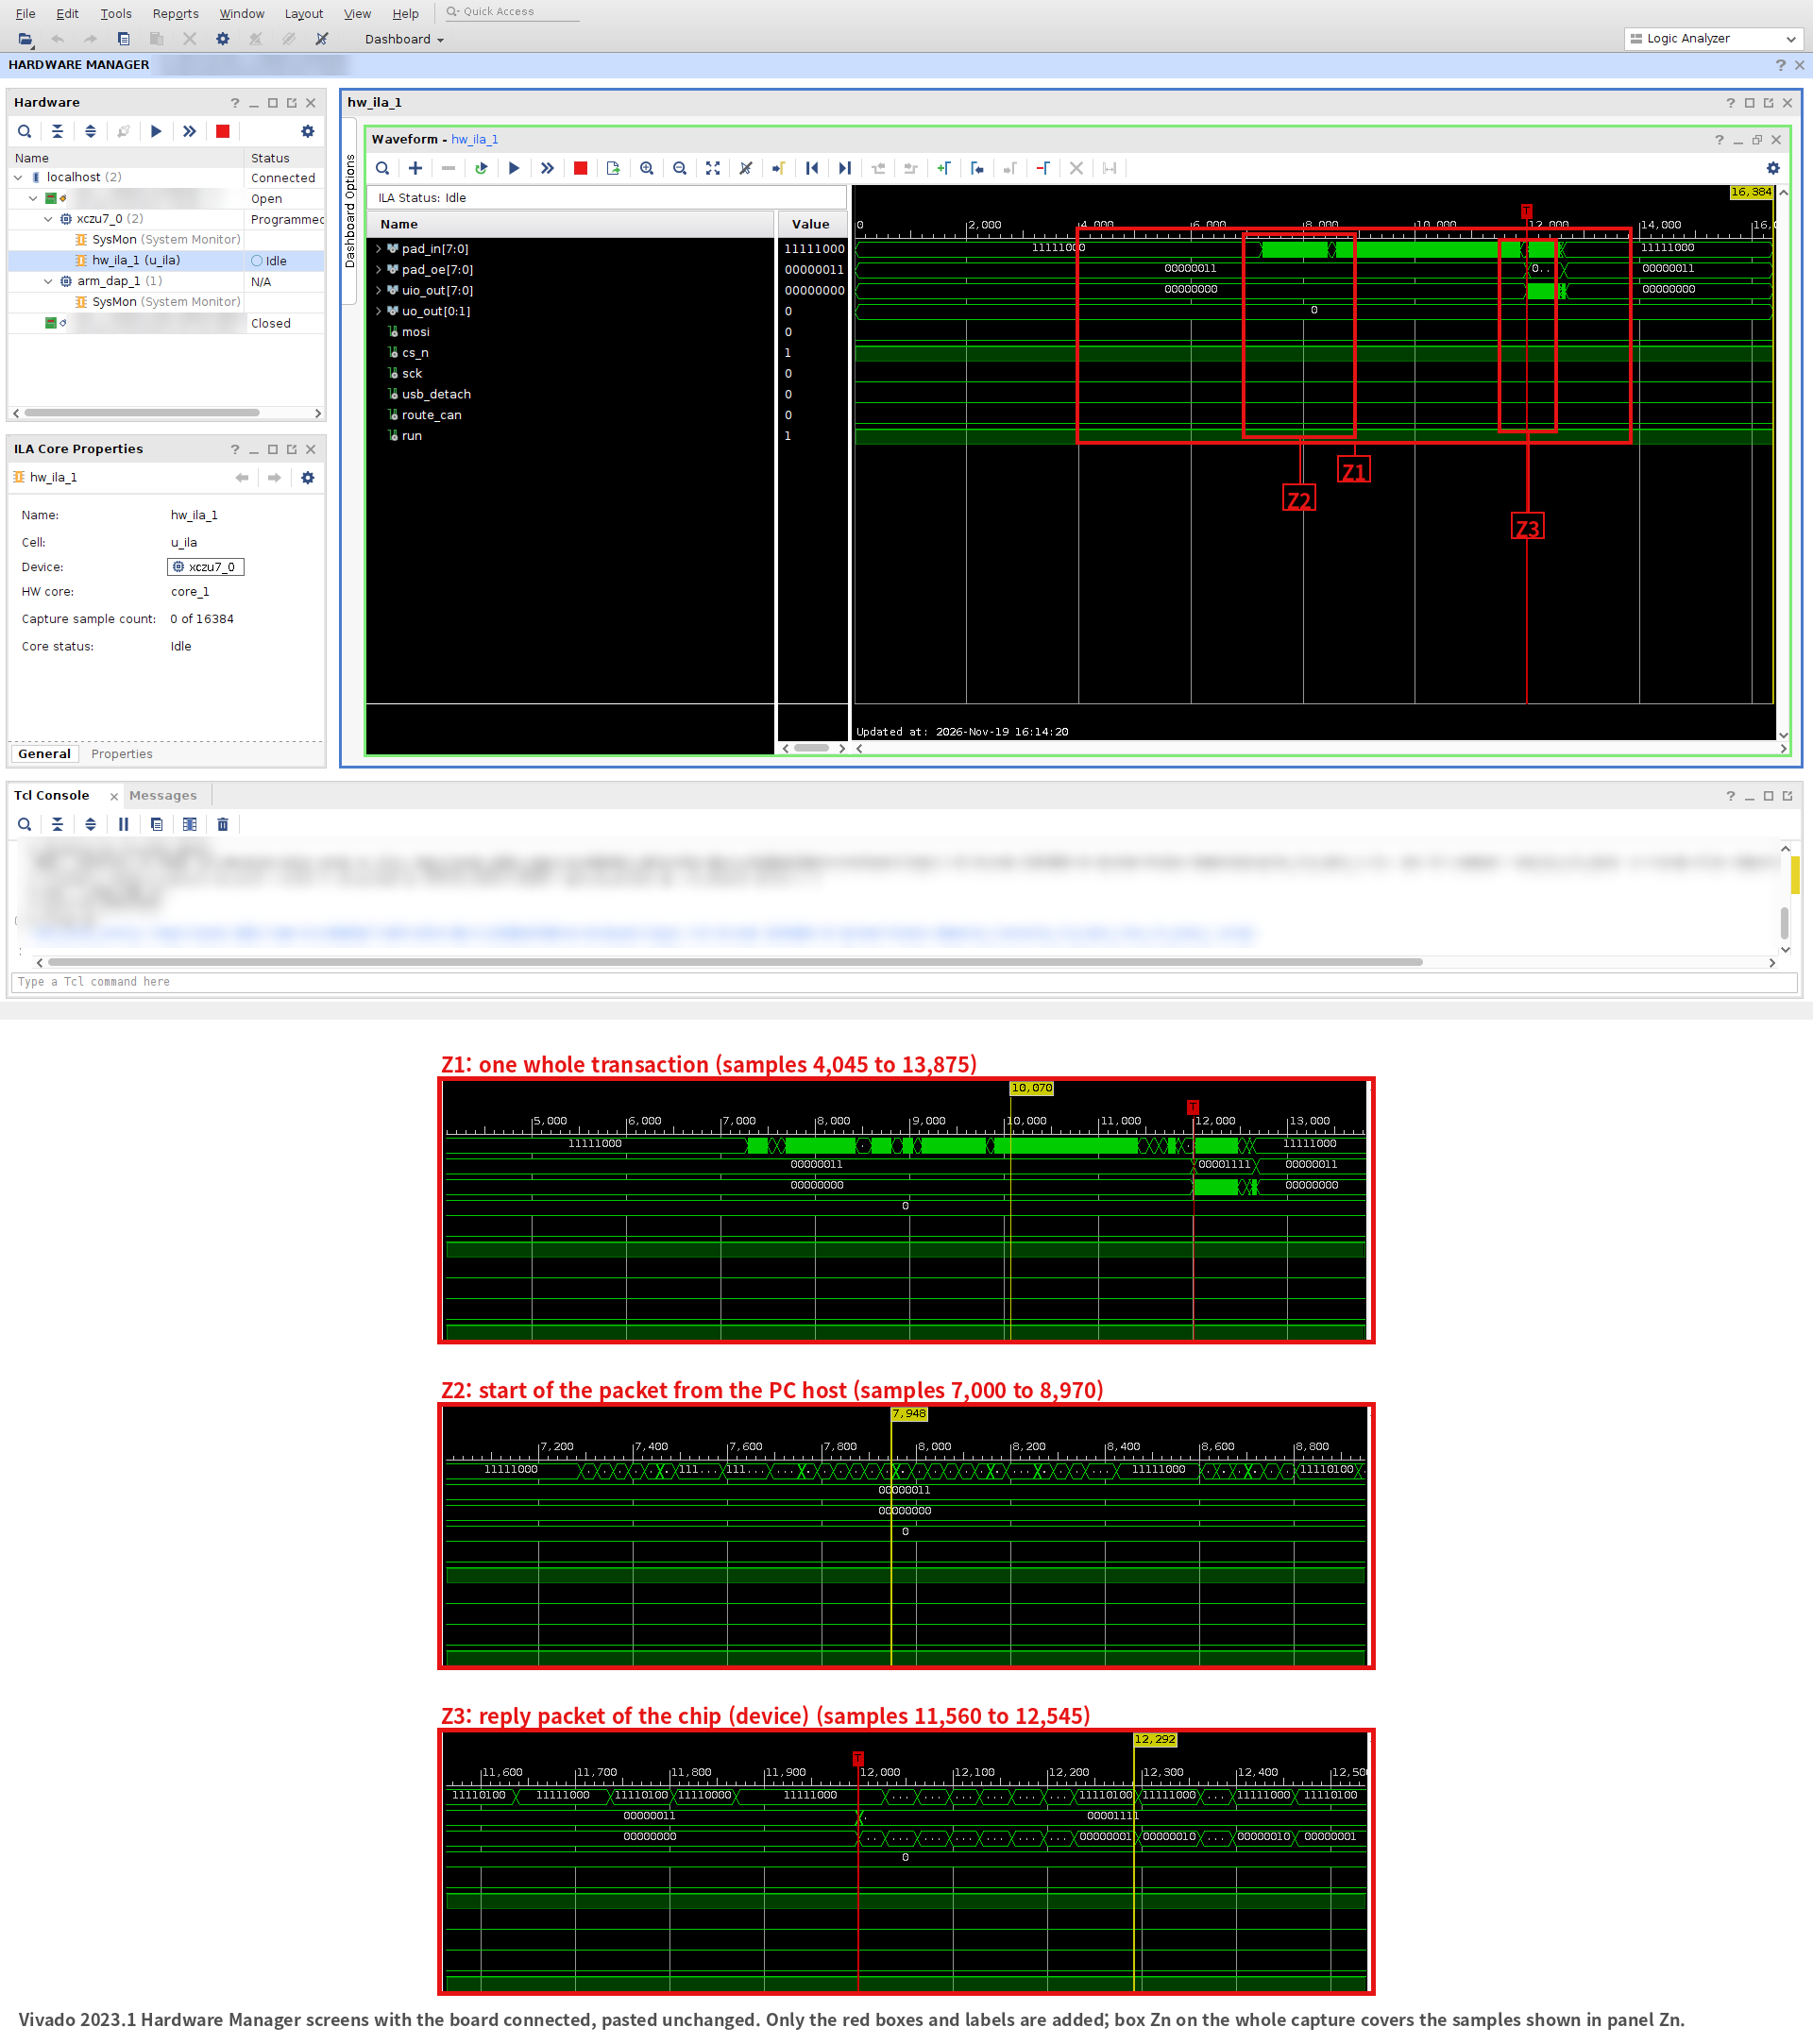 File Edit Tools Reports Window Layout View Help Quick Access
Dashboard Logic Analyzer
HARDWARE MANAGER
Hardware
Name Status
localhost (2) Connected
Open
xczu7_0 (2) Programmed
SysMon (System Monitor)
hw_ila_1 (u_ila) Idle
arm_dap_1 (1) N/A
SysMon (System Monitor)
Closed
ILA Core Properties
hw_ila_1
Name: hw_ila_1
Cell: u_ila
Device: xczu7_0
HW core: core_1
Capture sample count: 0 of 16384
Core status: Idle
General Properties
hw_ila_1
Dashboard Options
Waveform - hw_ila_1
ILA Status: Idle
Name Value
pad_in[7:0] 11111000
pad_oe[7:0] 00000011
uio_out[7:0] 00000000
uo_out[0:1] 0
mosi 0
cs_n 1
sck 0
usb_detach 0
route_can 0
run 1
16,384
T
0 2,000 4,000 6,000 8,000 10,000 12,000 14,000 16,
11111000 11111000
00000011 0.. 00000011
00000000 00000000
0
Z1
Z2
Z3
Updated at: 2026-Nov-19 16:14:20
Tcl Console Messages
Type a Tcl command here
Z1: one whole transaction (samples 4,045 to 13,875)
10,070
T
5,000 6,000 7,000 8,000 9,000 10,000 11,000 12,000 13,000
11111000 . . 11111000
00000011 00001111 00000011
00000000 00000000
0
Z2: start of the packet from the PC host (samples 7,000 to 8,970)
7,948
7,200 7,400 7,600 7,800 8,000 8,200 8,400 8,600 8,800
11111000 111... 111... ... ... ... 11111000 11110100
00000011
00000000
0
Z3: reply packet of the chip (device) (samples 11,560 to 12,545)
12,292
T
11,600 11,700 11,800 11,900 12,000 12,100 12,200 12,300 12,400 12,50
11110100 11111000 11110100 11110000 11111000 ... ... ... ... ... ... 11110100 11111000 ... 11111000 11110100
00000011 . 00001111
00000000 .. ... ... ... ... ... 00000001 00000010 ... 00000010 00000001
0
Vivado 2023.1 Hardware Manager screens with the board connected, pasted unchanged. Only the red boxes and labels are added; box Zn on the whole capture covers the samples shown in panel Zn.